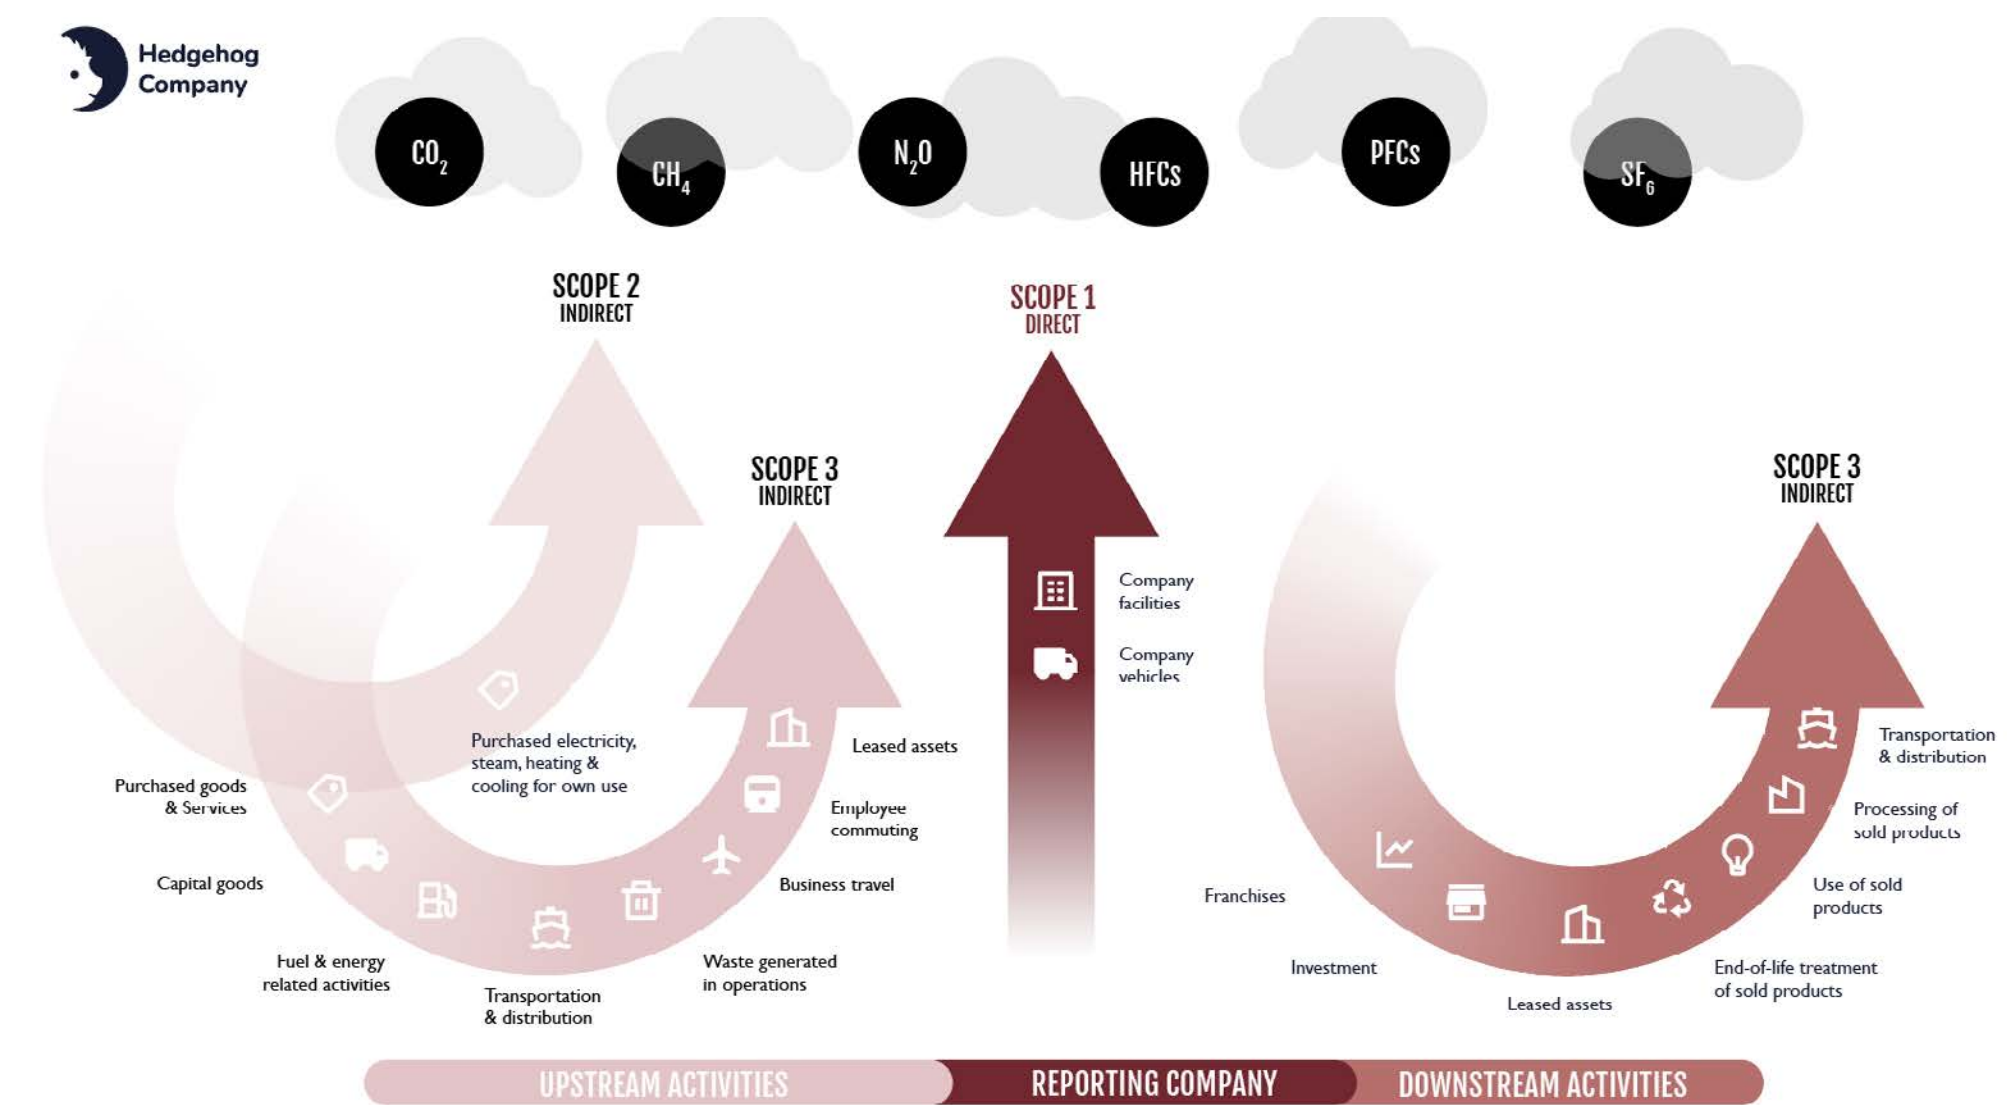 Hedgehog
Company
CO2
CH4
N2O
HFCs
PFCs
SF6
SCOPE 2
INDIRECT
SCOPE 1
DIRECT
SCOPE 3
INDIRECT
SCOPE 3
INDIRECT
Company
facilities
Company
vehicles
Purchased electricity,
steam, heating &
cooling for own use
Purchased goods
& Services
Capital goods
Fuel & energy
related activities
Transportation
& distribution
Waste generated
in operations
Business travel
Employee
commuting
Leased assets
Franchises
Investment
Leased assets
End-of-life treatment
of sold products
Use of sold
products
Processing of
sold products
Transportation
& distribution
UPSTREAM ACTIVITIES
REPORTING COMPANY
DOWNSTREAM ACTIVITIES